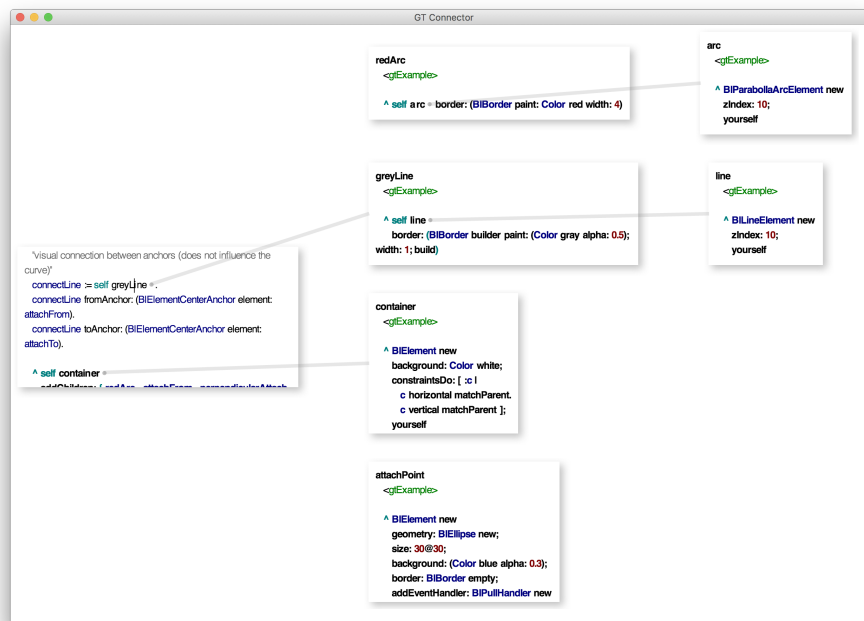 GT Connector
"visual connection between anchors (does not influence the
curve)"
connectLine := self greyLine .
connectLine fromAnchor: (BlElementCenterAnchor element:
attachFrom).
connectLine toAnchor: (BlElementCenterAnchor element:
attachTo).
^ self container
addChildren: { redArc . attachFrom . perpendicularAttach
redArc
<gtExample>
^ self arc border: (BlBorder paint: Color red width: 4)
greyLine
<gtExample>
^ self line
border: (BlBorder builder paint: (Color gray alpha: 0.5);
width: 1; build)
container
<gtExample>
^ BlElement new
background: Color white;
constraintsDo: [ :c |
c horizontal matchParent.
c vertical matchParent ];
yourself
attachPoint
<gtExample>
^ BlElement new
geometry: BlEllipse new;
size: 30@30;
background: (Color blue alpha: 0.3);
border: BlBorder empty;
addEventHandler: BlPullHandler new
arc
<gtExample>
^ BlParabollaArcElement new
zIndex: 10;
yourself
line
<gtExample>
^ BlLineElement new
zIndex: 10;
yourself